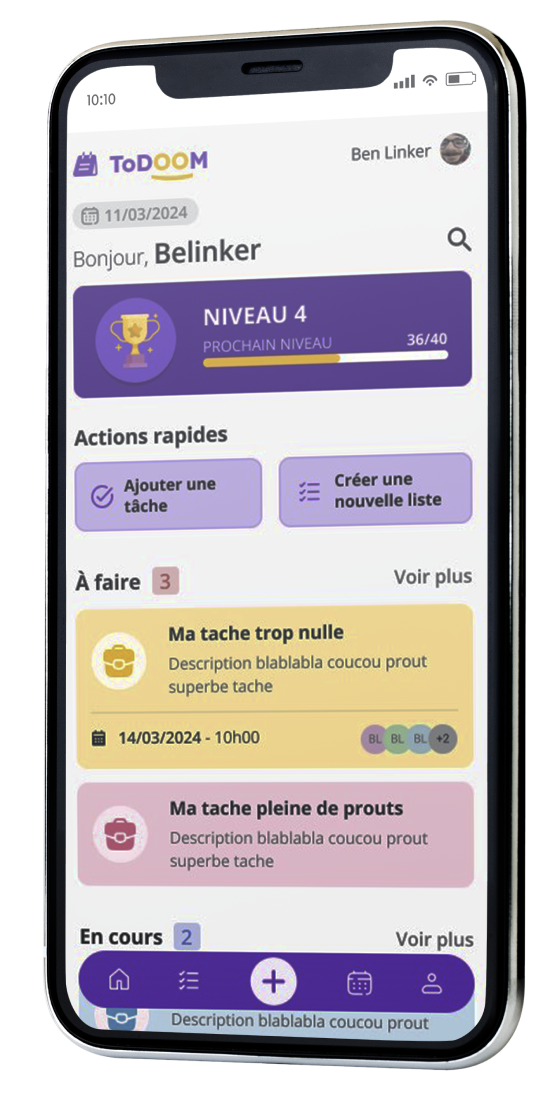 10:10
ToDOOM
Ben Linker
11/03/2024
Bonjour, Belinker
NIVEAU 4
PROCHAIN NIVEAU 36/40
Actions rapides
Ajouter une
tâche
Créer une
nouvelle liste
À faire 3 Voir plus
Ma tache trop nulle
Description blablabla coucou prout
superbe tache
14/03/2024 - 10h00 BL BL BL +2
Ma tache pleine de prouts
Description blablabla coucou prout
superbe tache
En cours 2 Voir plus
Description blablabla coucou prout